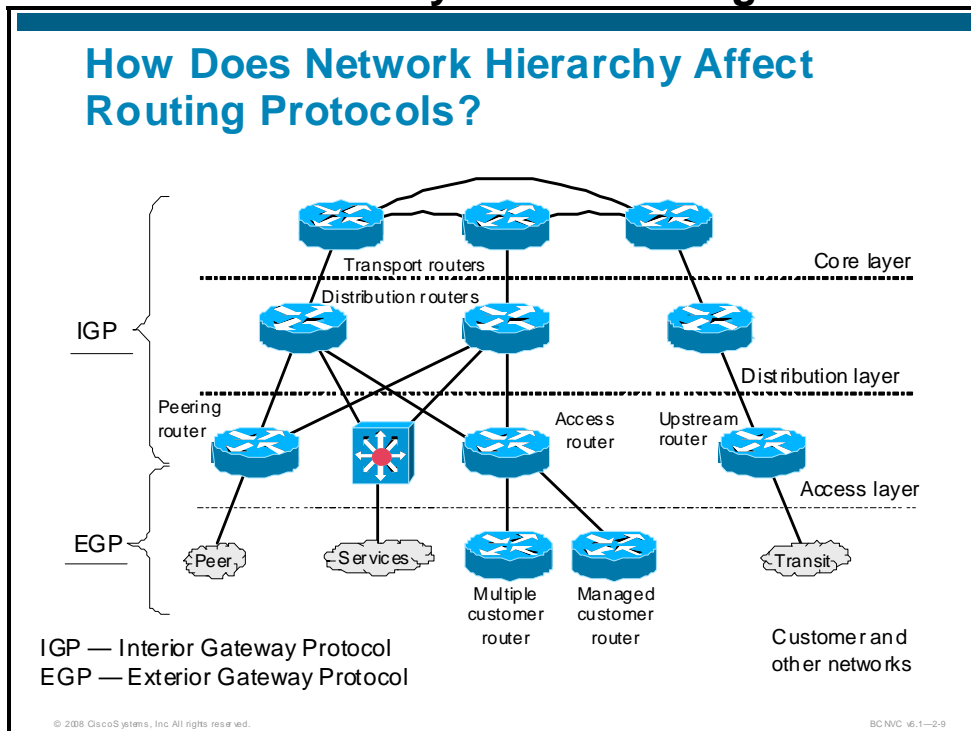 How Does Network Hierarchy Affect
Routing Protocols?
Transport routers
Core layer
Distribution routers
IGP
Distribution layer
Peering
router
Access
router
Upstream
router
Access layer
EGP
Peer
Services
Transit
Multiple
customer
router
Managed
customer
router
Customer and
other networks
IGP — Interior Gateway Protocol
EGP — Exterior Gateway Protocol
© 2008 Cisco Systems, Inc. All rights reserved.
BCNVC v6.1—2-9